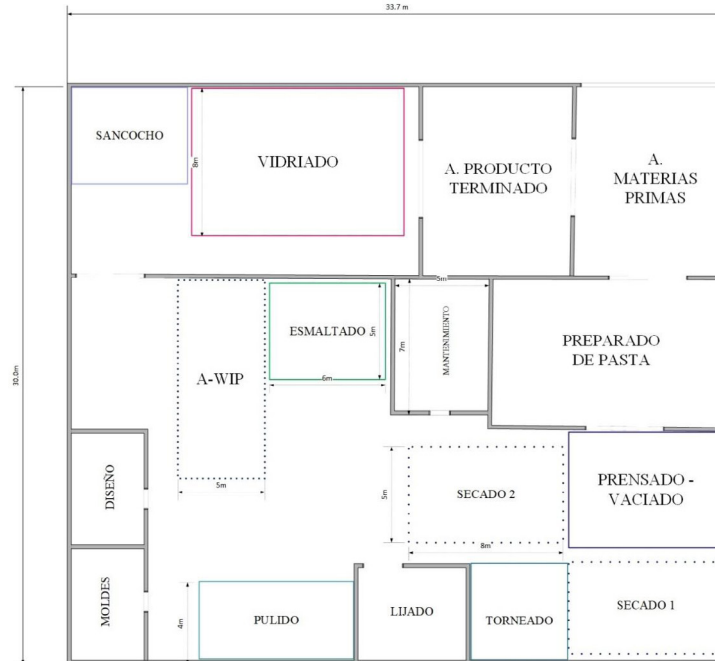 33.7 m
SANCOCHO
8m
VIDRIADO
A. PRODUCTO
TERMINADO
A.
MATERIAS
PRIMAS
30.0m
5m
ESMALTADO
5m
6m
7m
MANTENIMIENTO
PREPARADO
DE PASTA
A-WIP
5m
DISEÑO
5m
SECADO 2
8m
PRENSADO -
VACIADO
MOLDES
4m
PULIDO
LIJADO
TORNEADO
SECADO 1